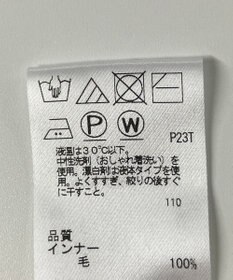 P W P23T
液温は30℃以下。
中性洗剤(おしゃれ着洗い)を
使用。漂白剤は液体タイプを使
用。よくすすぎ、絞りの後すぐ
に干すこと。
110
品質
インナー
毛 100%